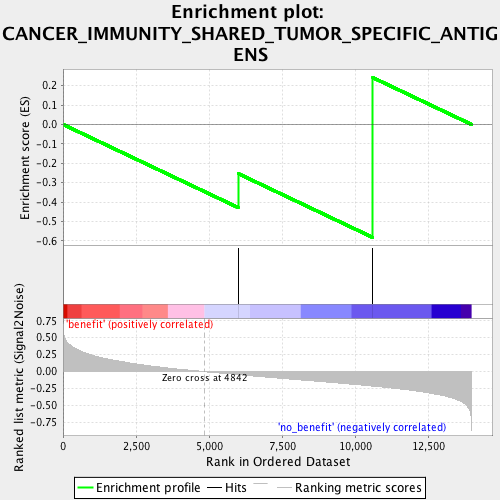 Enrichment plot:
CANCER_IMMUNITY_SHARED_TUMOR_SPECIFIC_ANTIG
ENS
Enrichment score (ES)
0.2
0.1
0.0
-0.1
-0.2
-0.3
-0.4
-0.5
-0.6
Ranked list metric (Signal2Noise)
0.75
0.50
0.25
0.00
-0.25
-0.50
-0.75
'benefit' (positively correlated)
Zero cross at 4842
'no_benefit' (negatively correlated)
0
2,500
5,000
7,500
10,000
12,500
Rank in Ordered Dataset
Enrichment profile
Hits
Ranking metric scores